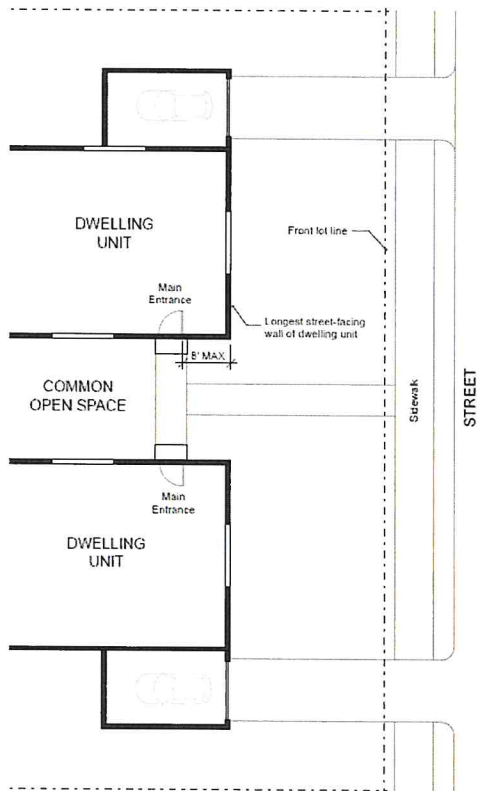 DWELLING
UNIT
Front lot line
Main
Entrance
Longest street-facing
wall of dwelling unit
8' MAX
COMMON
OPEN SPACE
Sidewalk
STREET
Main
Entrance
DWELLING
UNIT